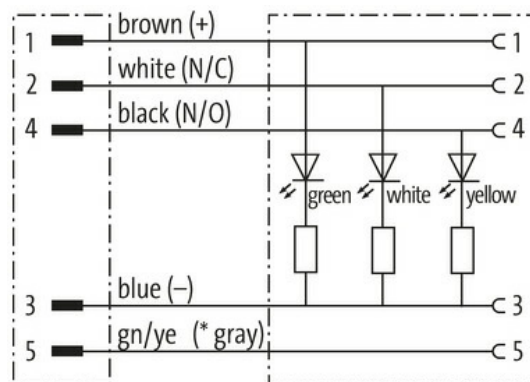 1 brown (+) 1
2 white (N/C) 2
4 black (N/O) 4
green white yellow
3 blue (–) 3
5 gn/ye (* gray) 5